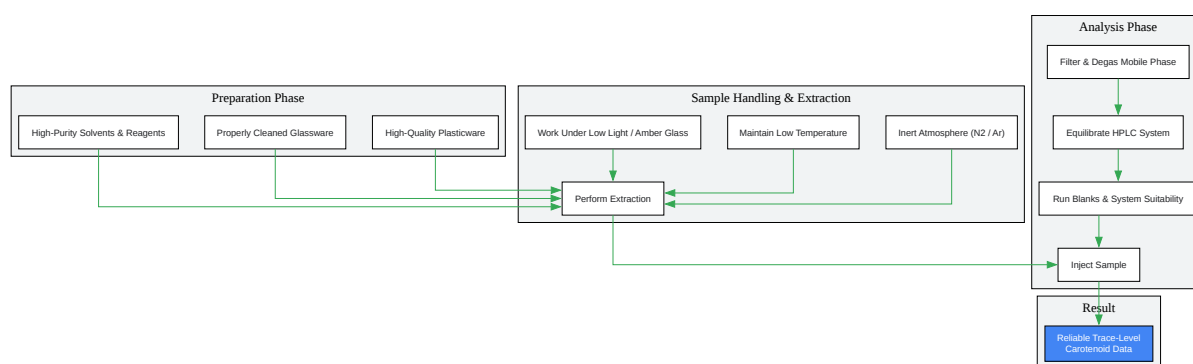 Preparation Phase
High-Purity Solvents & Reagents
Properly Cleaned Glassware
High-Quality Plasticware
Sample Handling & Extraction
Work Under Low Light / Amber Glass
Maintain Low Temperature
Inert Atmosphere (N2 / Ar)
Perform Extraction
Analysis Phase
Filter & Degas Mobile Phase
Equilibrate HPLC System
Run Blanks & System Suitability
Inject Sample
Result
Reliable Trace-Level
Carotenoid Data